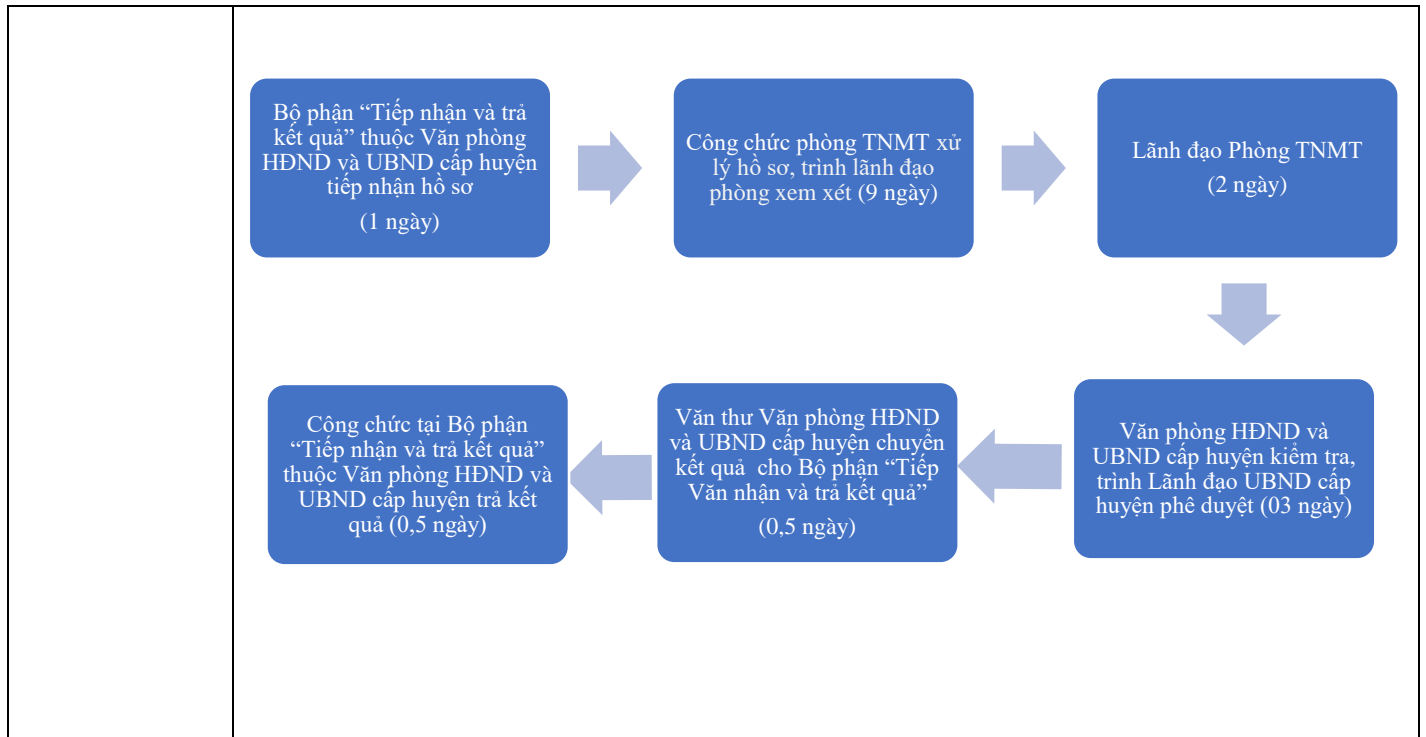 Bộ phận “Tiếp nhận và trả
kết quả” thuộc Văn phòng
HĐND và UBND cấp huyện
tiếp nhận hồ sơ
(1 ngày)
Công chức phòng TNMT xử
lý hồ sơ, trình lãnh đạo
phòng xem xét (9 ngày)
Lãnh đạo Phòng TNMT
(2 ngày)
Văn phòng HĐND và
UBND cấp huyện kiểm tra,
trình Lãnh đạo UBND cấp
huyện phê duyệt (03 ngày)
Văn thư Văn phòng HĐND
và UBND cấp huyện chuyển
kết quả cho Bộ phận “Tiếp
Văn nhận và trả kết quả”
(0,5 ngày)
Công chức tại Bộ phận
“Tiếp nhận và trả kết quả”
thuộc Văn phòng HĐND và
UBND cấp huyện trả kết
quả (0,5 ngày)